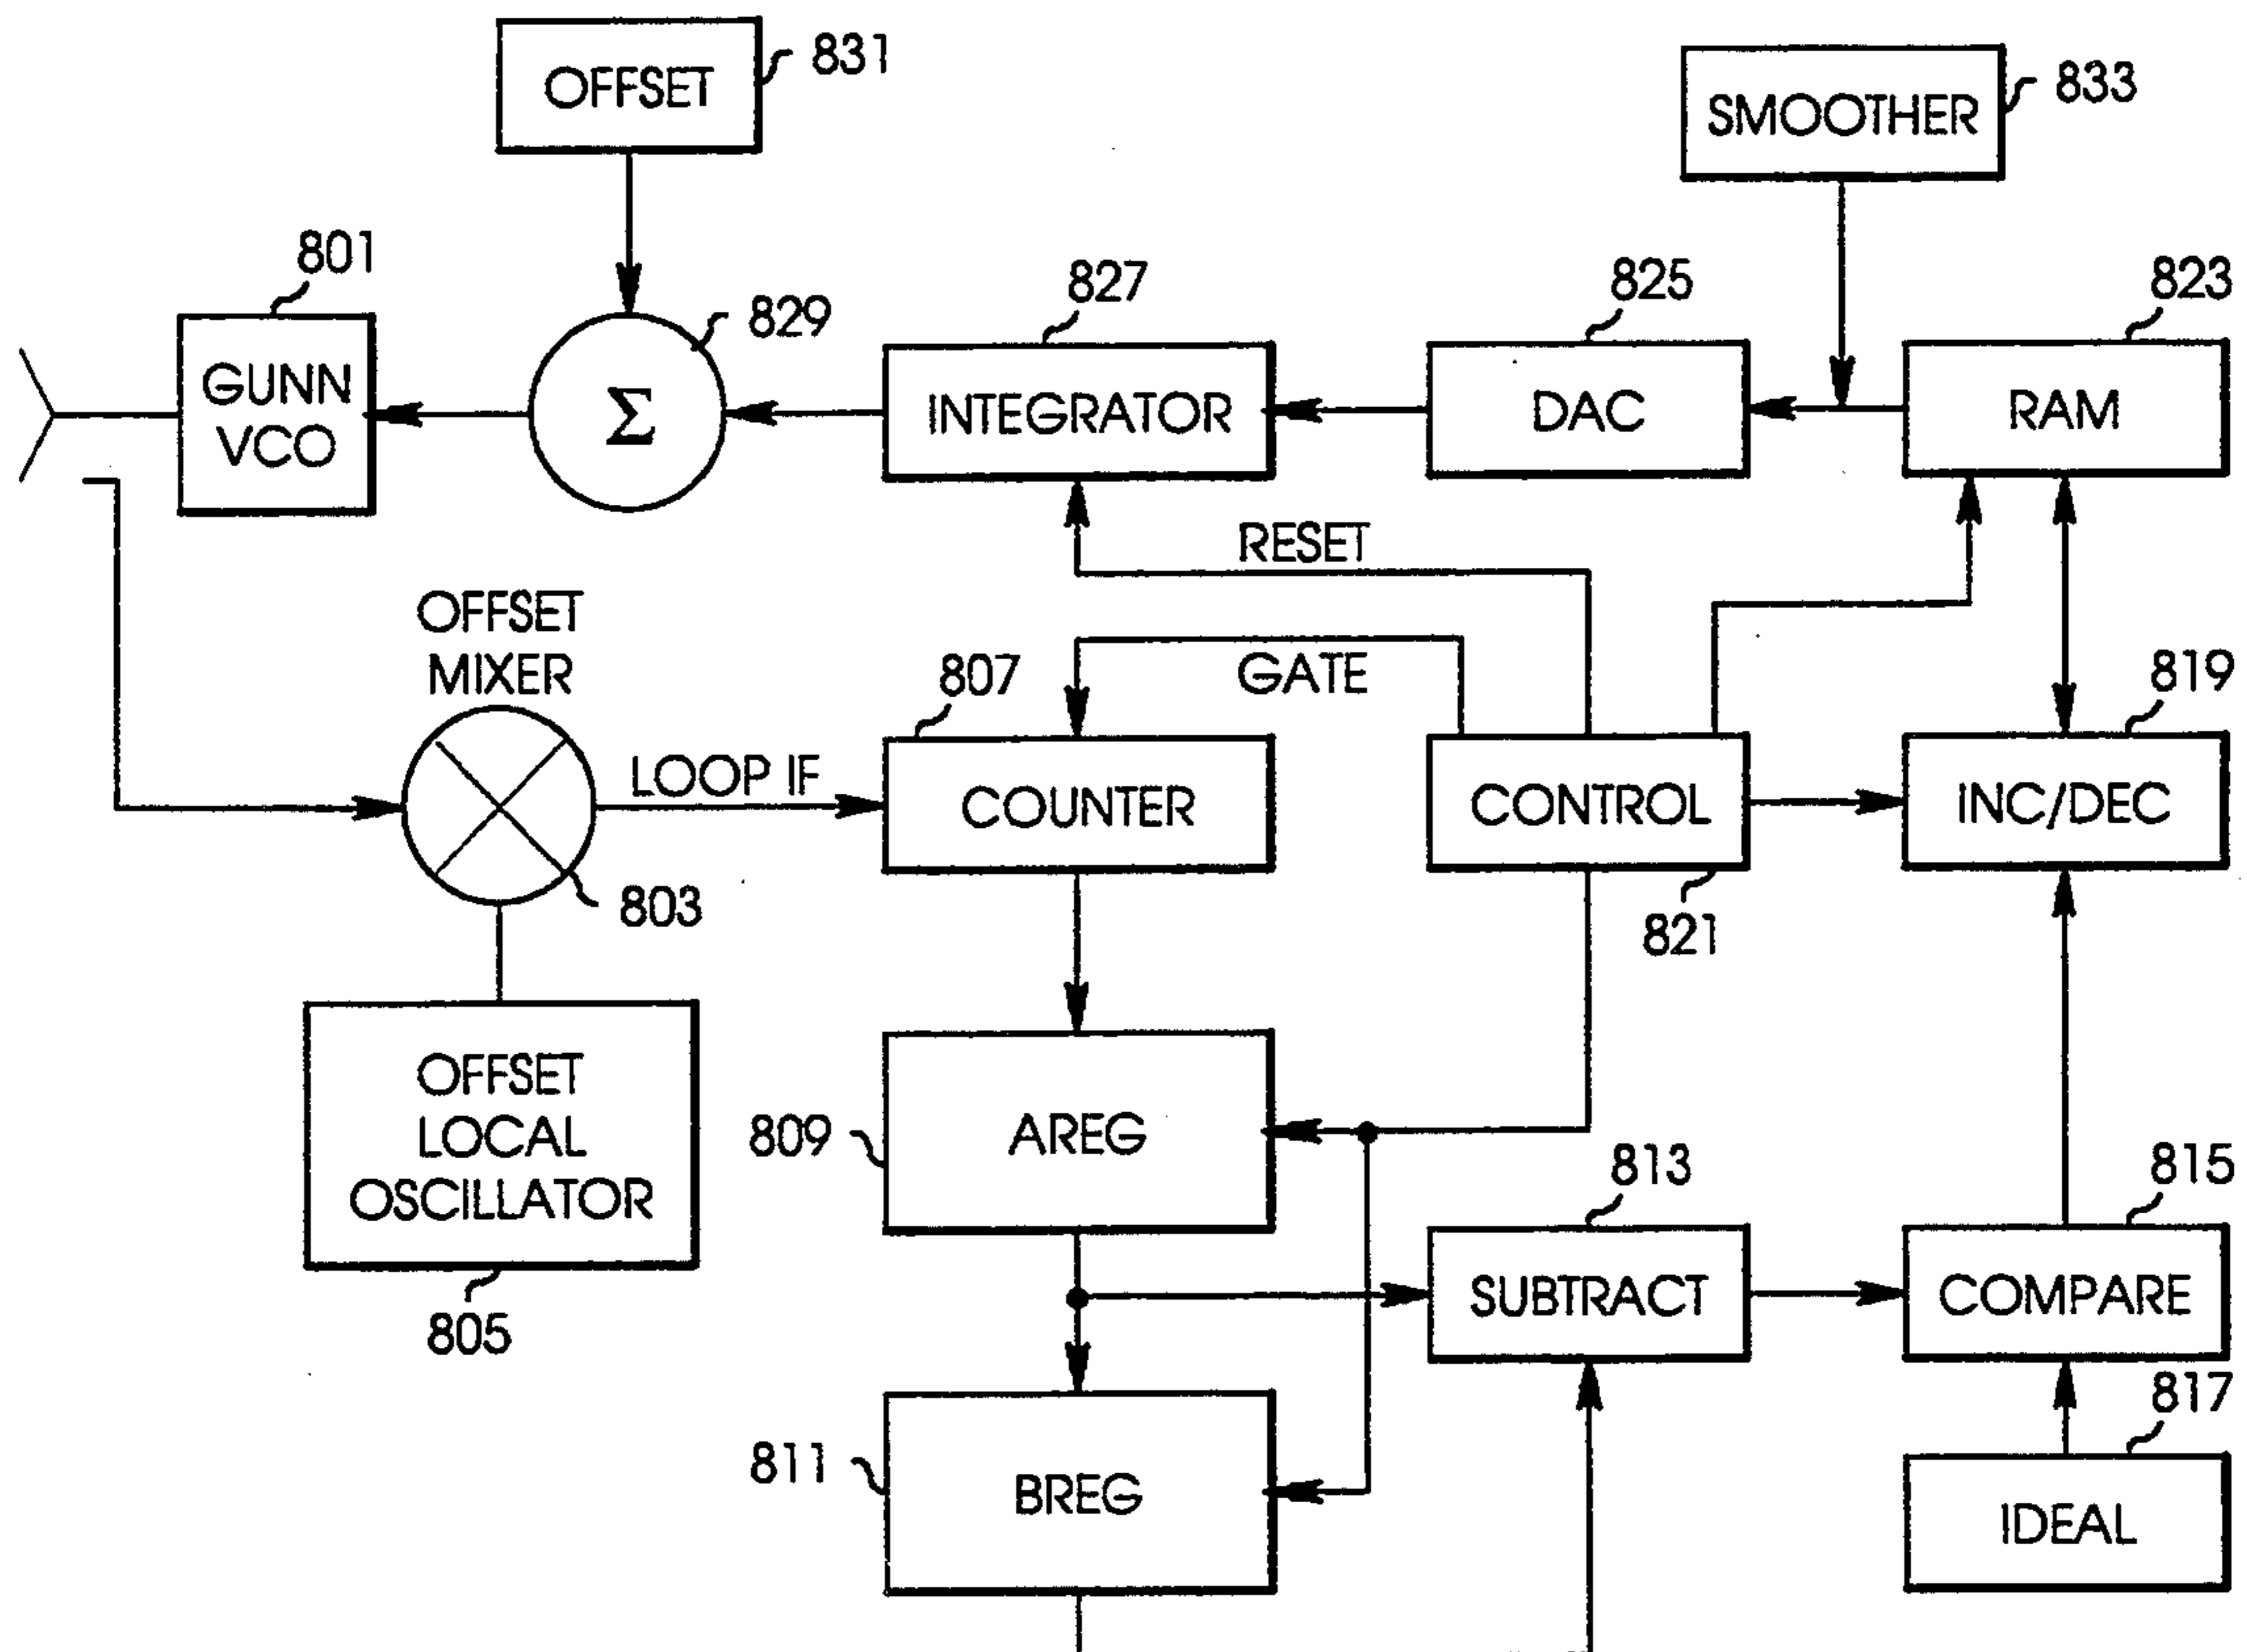 OFFSET
831
SMOOTHER
833
801
GUNN
VCO
829
Σ
827
INTEGRATOR
825
DAC
823
RAM
RESET
OFFSET
MIXER
LOOP IF
803
807
GATE
COUNTER
CONTROL
821
819
INC/DEC
OFFSET
LOCAL
OSCILLATOR
805
809
AREG
813
SUBTRACT
815
COMPARE
811
BREG
817
IDEAL